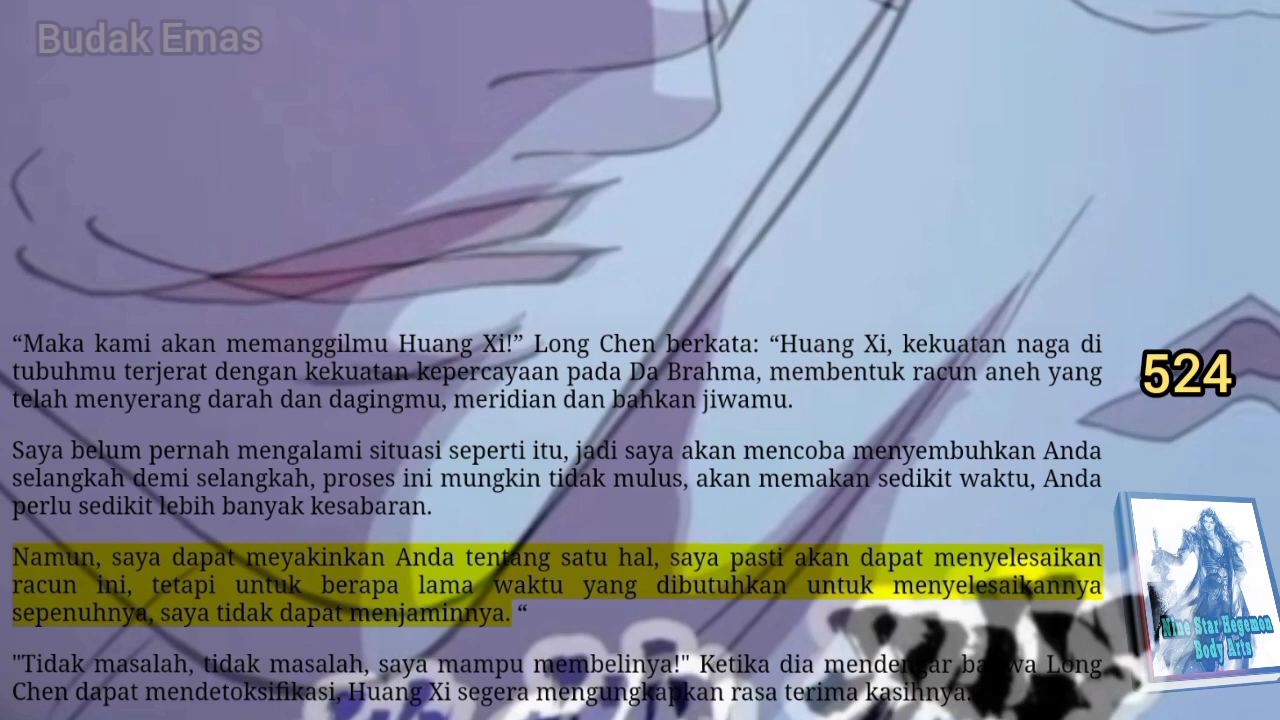 Budak Emas
“Maka kami akan memanggilmu Huang Xi!” Long Chen berkata: “Huang Xi, kekuatan naga di
tubuhmu terjerat dengan kekuatan kepercayaan pada Da Brahma, membentuk racun aneh yang
telah menyerang darah dan dagingmu, meridian dan bahkan jiwamu.
Saya belum pernah mengalami situasi seperti itu, jadi saya akan mencoba menyembuhkan Anda
selangkah demi selangkah, proses ini mungkin tidak mulus, akan memakan sedikit waktu, Anda
perlu sedikit lebih banyak kesabaran.
Namun, saya dapat meyakinkan Anda tentang satu hal, saya pasti akan dapat menyelesaikan
racun ini, tetapi untuk berapa lama waktu yang dibutuhkan untuk menyelesaikannya
sepenuhnya, saya tidak dapat menjaminnya. “
"Tidak masalah, tidak masalah, saya mampu membelinya!" Ketika dia mendengar bahwa Long
Chen dapat mendetoksifikasi, Huang Xi segera mengungkapkan rasa terima kasihnya.
524
Nine Star Hegemon
Body Arts